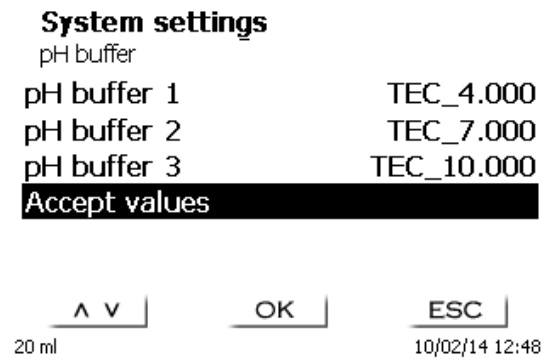 System settings
pH buffer
pH buffer 1 TEC_4.000
pH buffer 2 TEC_7.000
pH buffer 3 TEC_10.000
Accept values
∧ ∨ OK ESC
20 ml 10/02/14 12:48